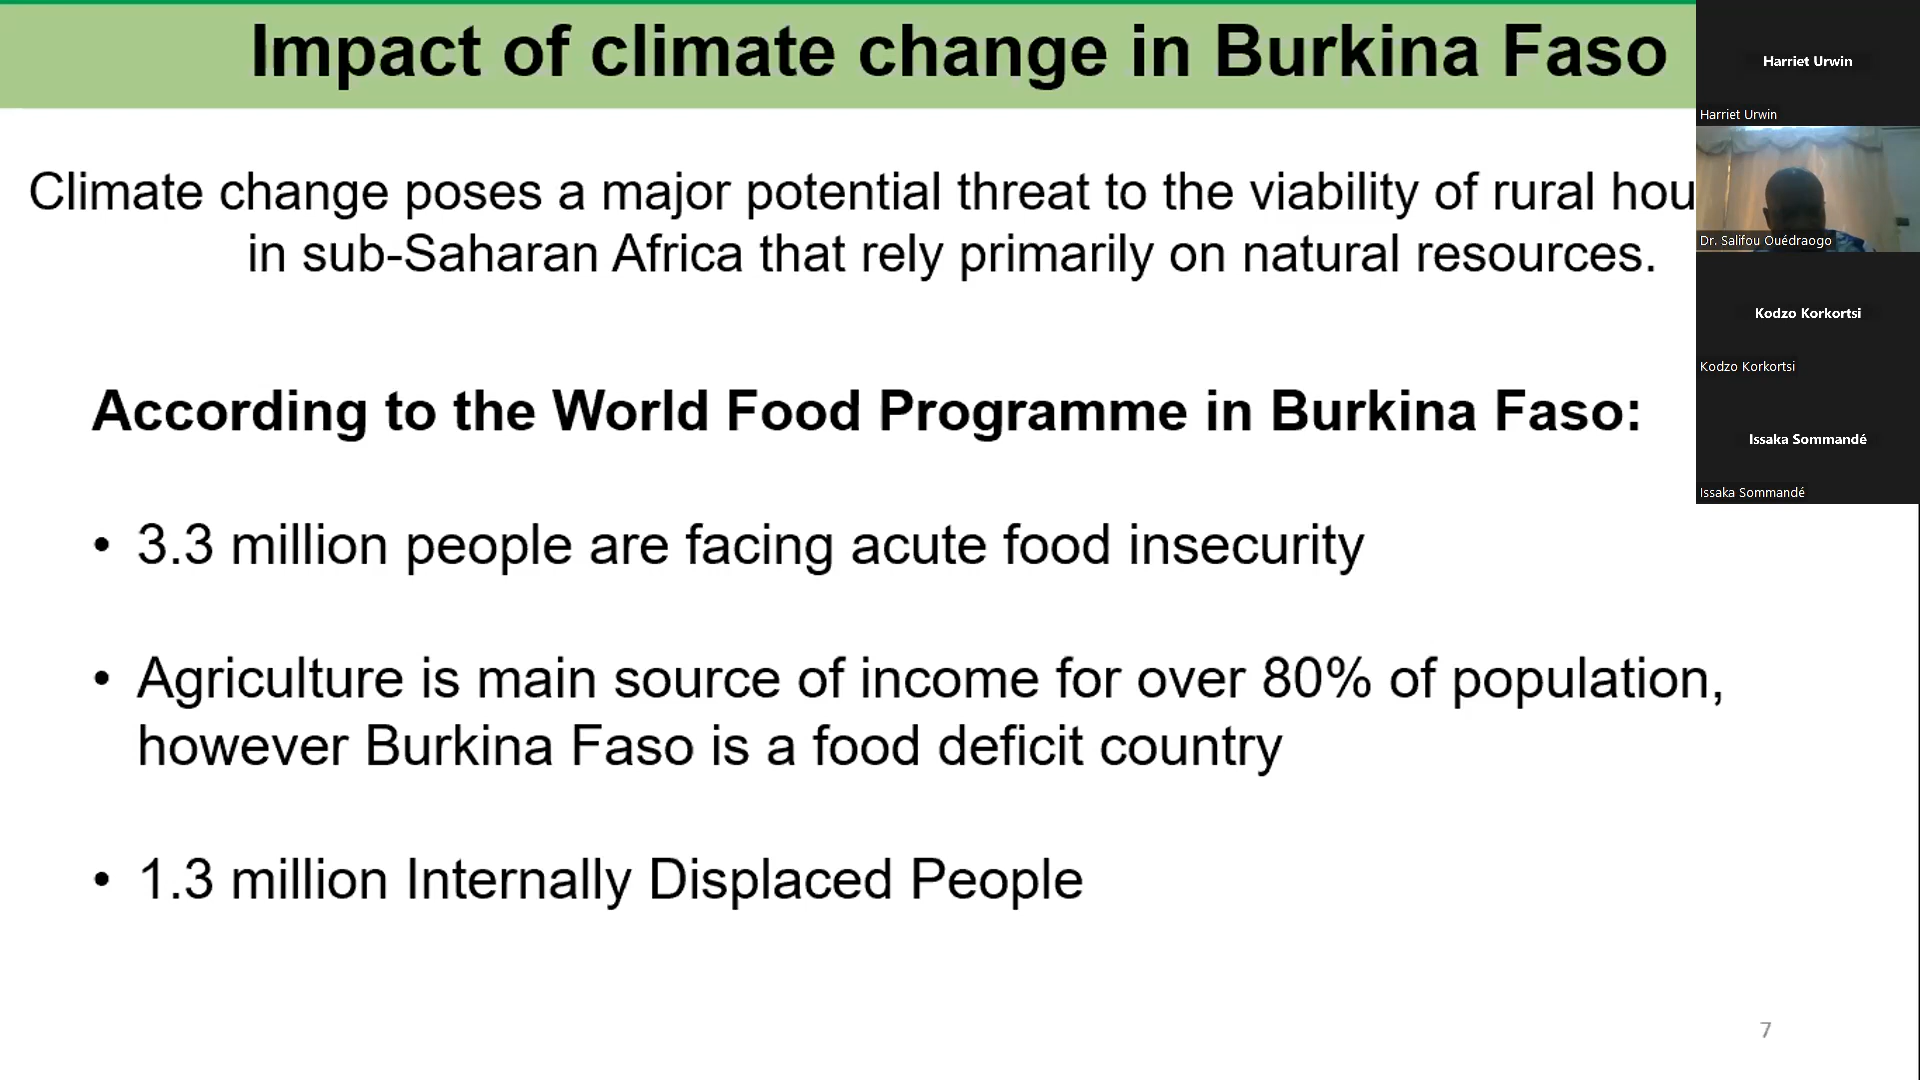 Impact of climate change in Burkina Faso
Climate change poses a major potential threat to the viability of rural hou
in sub-Saharan Africa that rely primarily on natural resources.
According to the World Food Programme in Burkina Faso:
• 3.3 million people are facing acute food insecurity
• Agriculture is main source of income for over 80% of population,
however Burkina Faso is a food deficit country
• 1.3 million Internally Displaced People
7
Harriet Urwin
Harriet Urwin
Dr. Salifou Ouédraogo
Kodzo Korkortsi
Kodzo Korkortsi
Issaka Sommandé
Issaka Sommandé